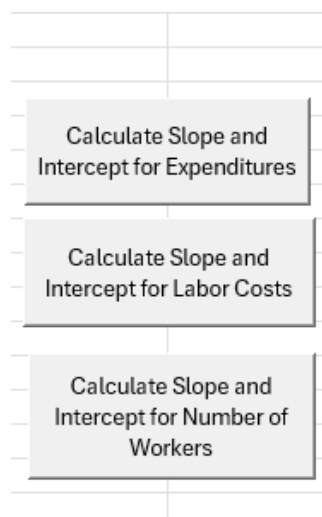 Calculate Slope and
Intercept for Expenditures
Calculate Slope and
Intercept for Labor Costs
Calculate Slope and
Intercept for Number of
Workers